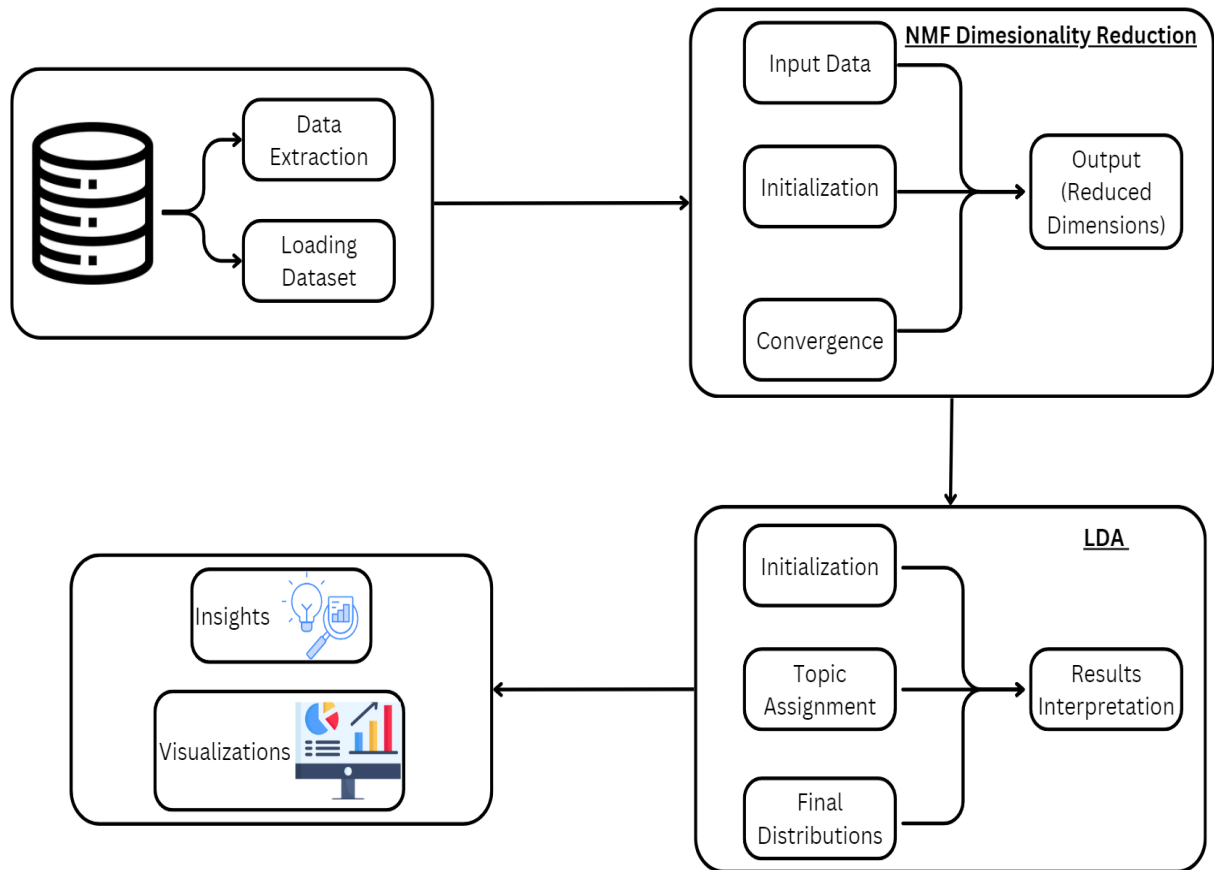 Data
Extraction
Loading
Dataset
NMF Dimesionality Reduction
Input Data
Initialization
Convergence
Output
(Reduced
Dimensions)
LDA
Initialization
Topic
Assignment
Final
Distributions
Results
Interpretation
Insights
Visualizations